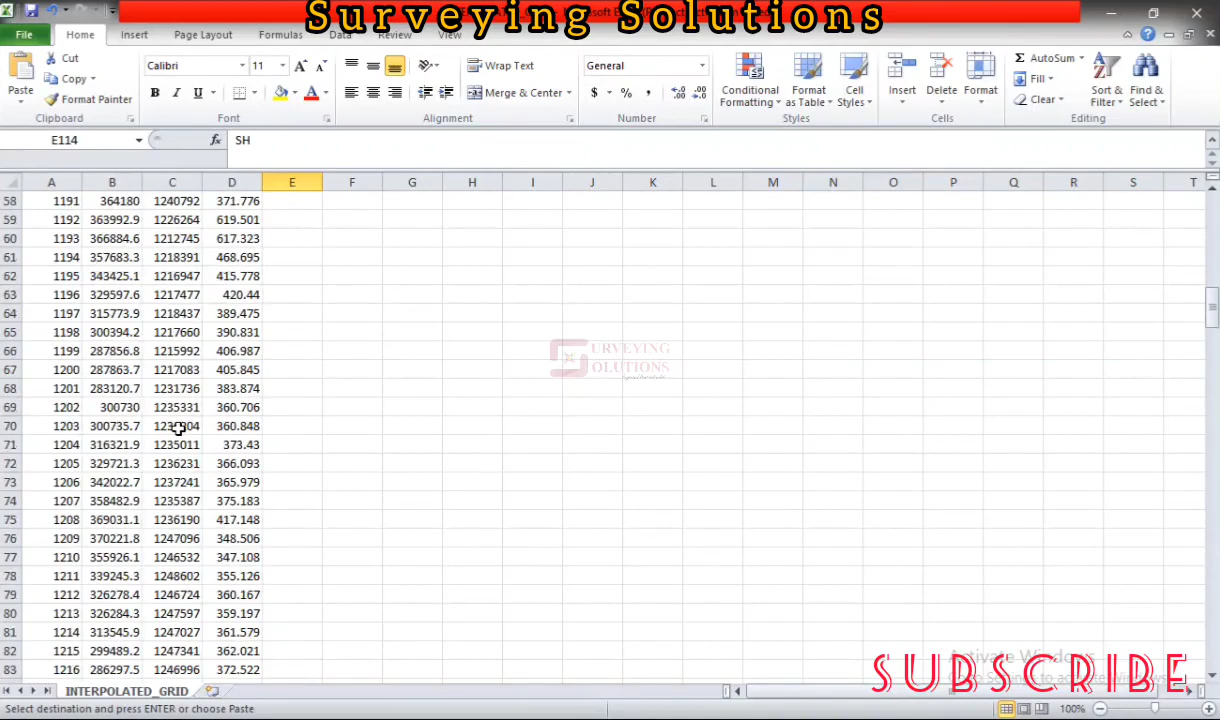 Surveying Solutions
File Home Insert Page Layout Formulas Data Review View
Cut
Copy
Format Painter
Paste
Clipboard
Calibri 11
B I U
Font
Wrap Text
Merge & Center
Alignment
General
$ % ,
Number
Conditional Formatting
Format as Table
Cell Styles
Styles
Insert Delete Format
Cells
AutoSum
Fill
Clear
Sort & Filter
Find & Select
Editing
E114 fx SH
A B C D E F G H I J K L M N O P Q R S T
58 1191 364180 1240792 371.776
59 1192 363992.9 1226264 619.501
60 1193 366884.6 1212745 617.323
61 1194 357683.3 1218391 468.695
62 1195 343425.1 1216947 415.778
63 1196 329597.6 1217477 420.44
64 1197 315773.9 1218437 389.475
65 1198 300394.2 1217660 390.831
66 1199 287856.8 1215992 406.987
67 1200 287863.7 1217083 405.845
68 1201 283120.7 1231736 383.874
69 1202 300730 1235331 360.706
70 1203 300735.7 360.848
71 1204 316321.9 1235011 373.43
72 1205 329721.3 1236231 366.093
73 1206 342022.7 1237241 365.979
74 1207 358482.9 1235387 375.183
75 1208 369031.1 1236190 417.148
76 1209 370221.8 1247096 348.506
77 1210 355926.1 1246532 347.108
78 1211 339245.3 1248602 355.126
79 1212 326278.4 1246724 360.167
80 1213 326284.3 1247597 359.197
81 1214 313545.9 1247027 361.579
82 1215 299489.2 1247341 362.021
83 1216 286297.5 1246996 372.522
SURVEYING
SOLUTIONS
Activate Windows
SUBSCRIBE
INTERPOLATED_GRID
Select destination and press ENTER or choose Paste 100%